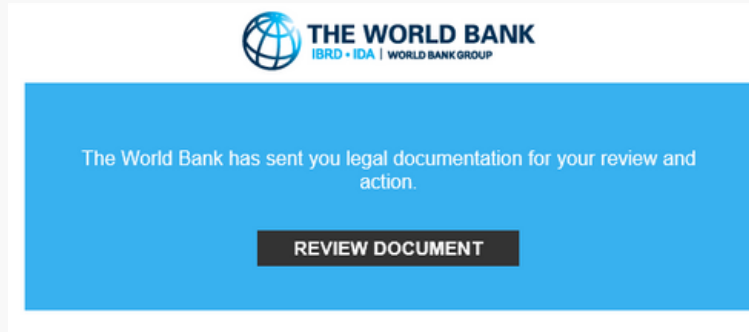 THE WORLD BANK
IBRD • IDA | WORLD BANK GROUP
The World Bank has sent you legal documentation for your review and
action.
REVIEW DOCUMENT